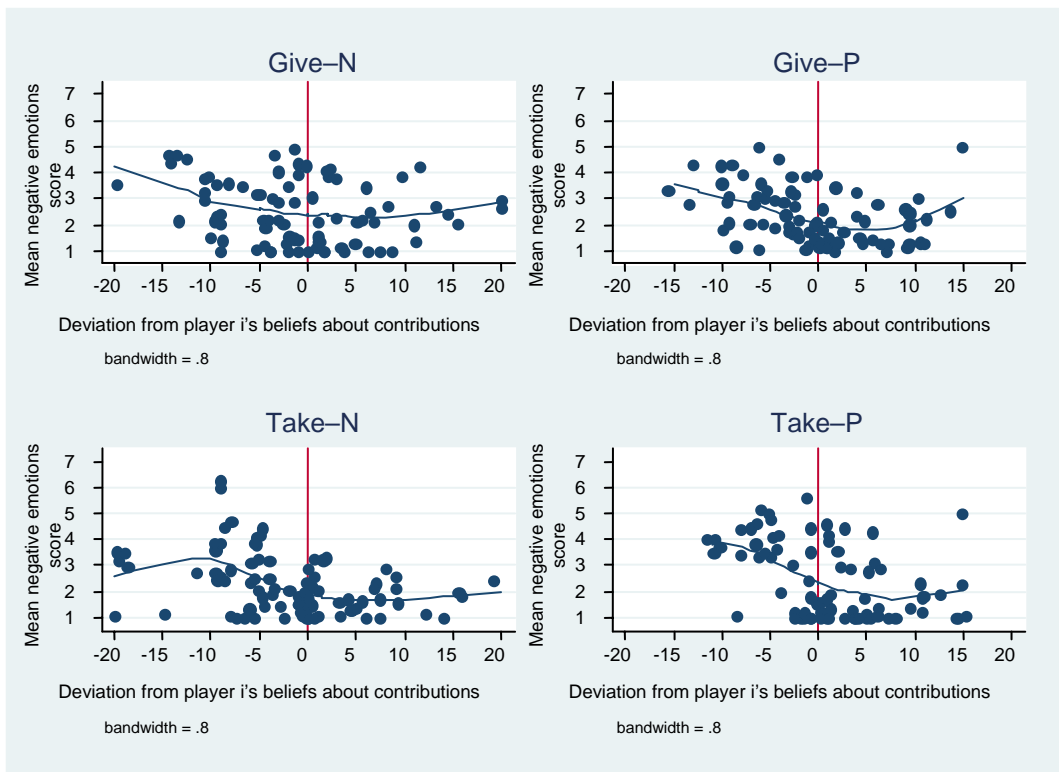 Give–N
Mean negative emotions
score
7
6
5
4
3
2
1
-20 -15 -10 -5 0 5 10 15 20
Deviation from player i's beliefs about contributions
bandwidth = .8
Give–P
Mean negative emotions
score
7
6
5
4
3
2
1
-20 -15 -10 -5 0 5 10 15 20
Deviation from player i's beliefs about contributions
bandwidth = .8
Take–N
Mean negative emotions
score
7
6
5
4
3
2
1
-20 -15 -10 -5 0 5 10 15 20
Deviation from player i's beliefs about contributions
bandwidth = .8
Take–P
Mean negative emotions
score
7
6
5
4
3
2
1
-20 -15 -10 -5 0 5 10 15 20
Deviation from player i's beliefs about contributions
bandwidth = .8